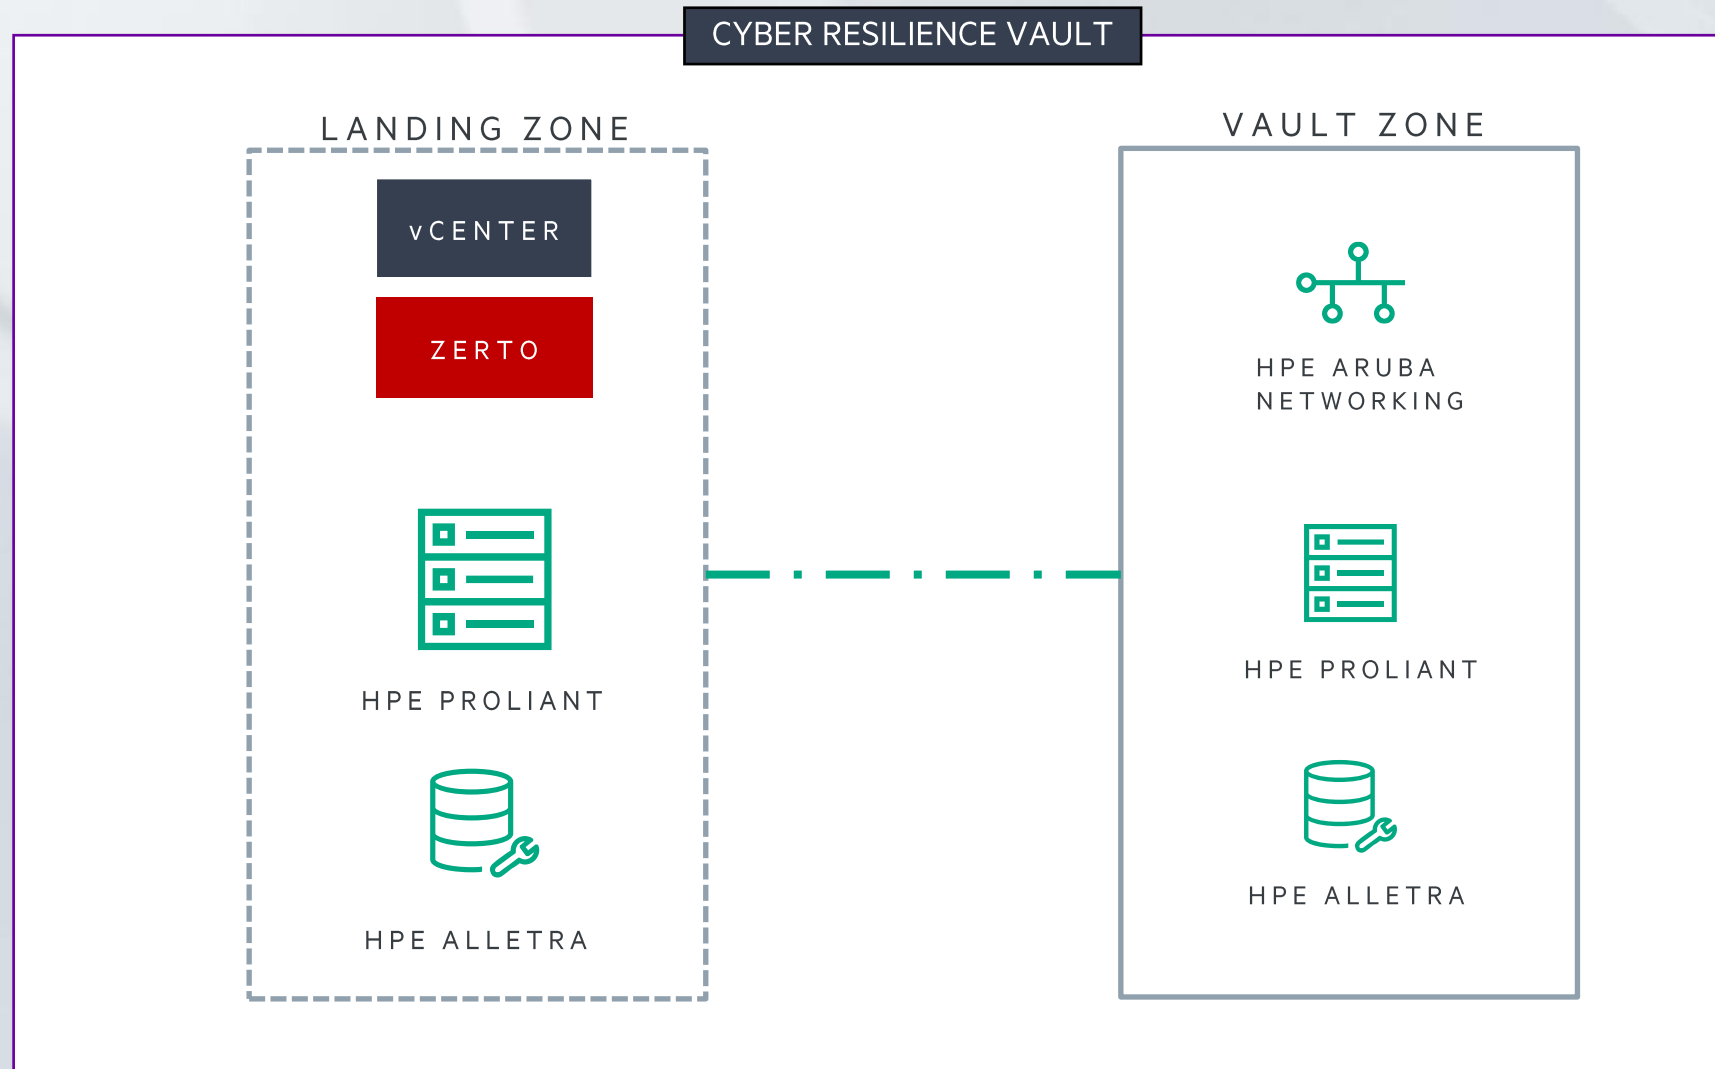 CYBER RESILIENCE VAULT
LANDING ZONE
vCENTER
ZERTO
HPE PROLIANT
HPE ALLETRA
VAULT ZONE
HPE ARUBA
NETWORKING
HPE PROLIANT
HPE ALLETRA